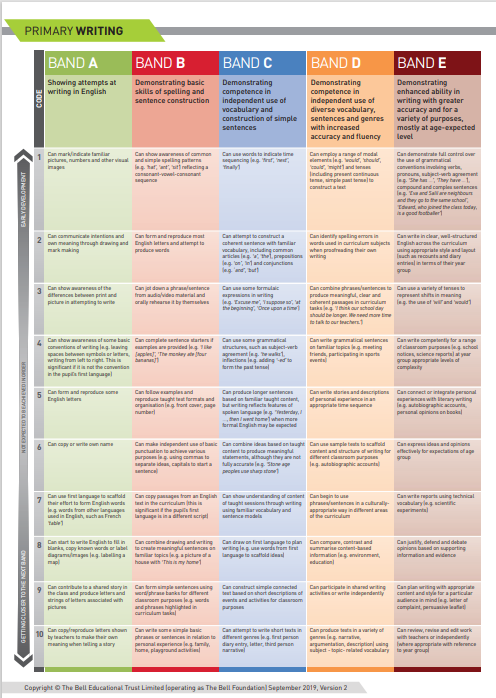 PRIMARY WRITING
CODE
BAND A
Showing attempts at
writing in English
BAND B
Demonstrating basic
skills of spelling and
sentence construction
BAND C
Demonstrating
competence in
independent use of
vocabulary and
construction of simple
sentences
BAND D
Demonstrating
competence in
independent use of
diverse vocabulary,
sentences and genres
with increased
accuracy and fluency
BAND E
Demonstrating
enhanced ability in
writing with greater
accuracy and for a
variety of purposes,
mostly at age-expected
level
EARLY DEVELOPMENT
NOT EXPECTED TO BE ACHIEVED IN ORDER
GETTING CLOSER TO THE NEXT BAND
1
Can mark/indicate familiar
pictures, numbers and other visual
images
Can show awareness of common
and simple spelling patterns
(e.g. 'hat', 'ant', 'sit') reflecting a
consonant-vowel-consonant
sequence
Can use words to indicate time
sequencing (e.g. 'first', 'next',
'finally')
Can employ a range of modal
elements (e.g. 'would', 'should',
'could', 'might') and tenses
(including present continuous
tense, simple past tense) to
construct a text
Can demonstrate full control over
the use of grammatical
conventions involving verbs,
pronouns, subject-verb agreement
(e.g. 'She has ...', 'They have ...'),
compound and complex sentences
(e.g. 'Eva and Salil are neighbours
and they go to the same school',
'Edward, who joined the class today,
is a good footballer')
2
Can communicate intentions and
own meaning through drawing and
mark making
Can form and reproduce most
English letters and attempt to
produce words
Can attempt to construct a
coherent sentence with familiar
vocabulary, including common
articles (e.g. 'a', 'the'), prepositions
(e.g. 'on', 'in') and conjunctions
(e.g. 'and', 'but')
Can identify spelling errors in
words used in curriculum subjects
when proofreading their own
writing
Can write in clear, well-structured
English across the curriculum
using appropriate style and layout
(such as recounts and diary
entries) in terms of their year
group
3
Can show awareness of the
differences between print and
picture in attempting to write
Can jot down a phrase/sentence
from audio/video material and
orally rehearse it by themselves
Can use some formulaic
expressions in writing
(e.g. 'Excuse me', 'I suppose so', 'at
the beginning', 'Once upon a time')
Can combine phrases/sentences to
produce meaningful, clear and
coherent passages in curriculum
tasks (e.g. 'I think our school day
should be longer. We need more time
to talk to our teachers.')
Can use a variety of tenses to
represent shifts in meaning
(e.g. the use of 'will' and 'would')
4
Can show awareness of some basic
conventions of writing (e.g. leaving
spaces between symbols or letters,
writing from left to right. This is
significant if it is not the convention
in the pupil's first language)
Can complete sentence starters if
examples are provided (e.g. 'I like
[apples]', 'The monkey ate [four
bananas]')
Can use some grammatical
structures, such as subject-verb
agreement (e.g. 'he walks'),
inflections (e.g. adding '-ed' to
form the past tense)
Can write grammatical sentences
on familiar topics (e.g. meeting
friends, participating in sports
events)
Can write competently for a range
of classroom purposes (e.g. school
notices, science reports) at year
group appropriate levels of
complexity
5
Can form and reproduce some
English letters
Can follow examples and
reproduce taught text formats and
organisation (e.g. front cover, page
number)
Can produce longer sentences
based on familiar taught content,
but writing reflects features of
spoken language (e.g. 'Yesterday, I
..., then I went home') when more
formal English may be expected
Can write stories and descriptions
of personal experience in an
appropriate time sequence
Can connect or integrate personal
experiences with literary writing
(e.g. autobiographic accounts,
personal opinions on books)
6
Can copy or write own name
Can make independent use of basic
punctuation to achieve various
purposes (e.g. using commas to
separate ideas, capitals to start a
sentence)
Can combine ideas based on taught
content to produce meaningful
statements, although they are not
fully accurate (e.g. 'Stone age
peoples use sharp stone')
Can use sample texts to scaffold
content and structure of writing for
different classroom purposes
(e.g. autobiographic accounts)
Can express ideas and opinions
effectively for expectations of age
group
7
Can use first language to scaffold
their effort to form English words
(e.g. words from other languages
used in English, such as French
'table')
Can copy passages from an English
text in the curriculum (this is
significant if the pupil's first
language is in a different script)
Can show understanding of content
of taught sessions through writing
using familiar vocabulary and
sentence models
Can begin to use
phrases/sentences in a culturally-
appropriate way in different areas
of the curriculum
Can write reports using technical
vocabulary (e.g. scientific
experiments)
8
Can start to write English to fill in
blanks, copy known words or label
diagrams/images (e.g. labelling a
map)
Can combine drawing and writing
to create meaningful sentences on
familiar topics (e.g. a picture of a
house with 'This is my home')
Can draw on first language to plan
writing (e.g. use words from first
language to scaffold ideas)
Can compare, contrast and
summarise content-based
information (e.g. environment,
education)
Can justify, defend and debate
opinions based on supporting
information and evidence
9
Can contribute to a shared story in
the class and produce letters and
strings of letters associated with
pictures
Can form simple sentences using
word/phrase banks for different
classroom purposes (e.g. words
and phrases highlighted in
curriculum tasks)
Can construct simple connected
text based on short descriptions of
events and activities for classroom
purposes
Can participate in shared writing
activities or write independently
Can plan writing with appropriate
content and style for a particular
audience in mind (e.g. letter of
complaint, persuasive leaflet)
10
Can copy/reproduce letters shown
by teachers to make their own
meaning when telling a story
Can write some simple basic
phrases or sentences in relation to
personal experience (e.g. family,
home, playground activities)
Can attempt to write short texts in
different genres (e.g. first person
diary entry, letter, third person
narrative)
Can produce texts in a variety of
genres (e.g. narrative,
argumentation, description) using
subject - topic- related vocabulary
Can review, revise and edit work
with teachers or independently
(where appropriate with reference
to year group)
Copyright © The Bell Educational Trust Limited (operating as The Bell Foundation) September 2019, Version 2